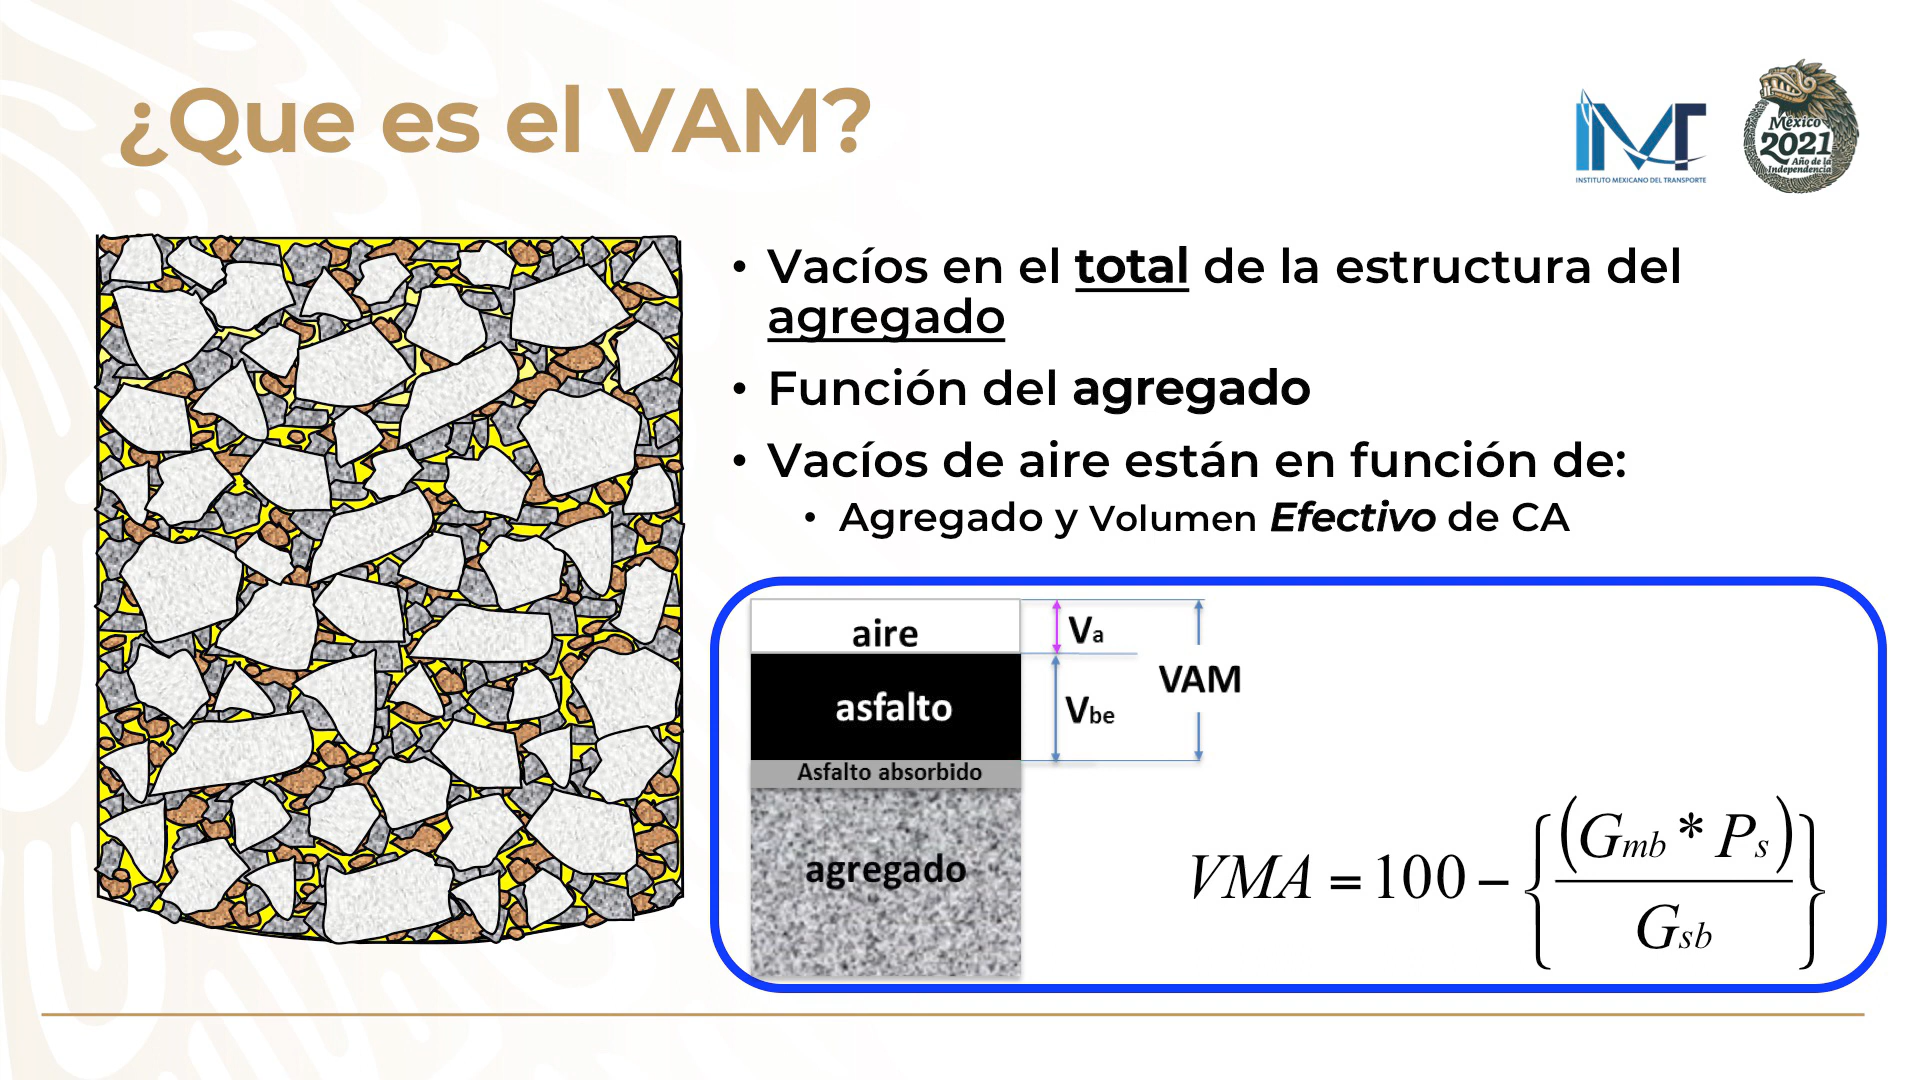 ¿Que es el VAM?
INSTITUTO MEXICANO DEL TRANSPORTE
México
2021
Año de la
Independencia
• Vacíos en el total de la estructura del
agregado
• Función del agregado
• Vacíos de aire están en función de:
• Agregado y Volumen Efectivo de CA
aire
Va
VAM
asfalto
Vbe
Asfalto absorbido
agregado
VMA = 100 − {(Gmb * Ps) / Gsb}